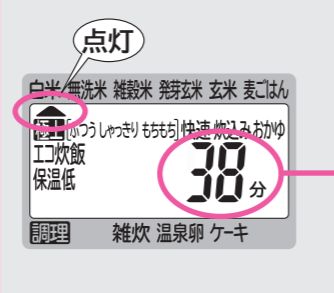 点灯
白米 無洗米 雑穀米 発芽玄米 玄米 麦ごはん
極上 [ふつう しゃっきり もちもち] 快速 炊込み おかゆ
エコ炊飯
保温低
38分
調理 雑炊 温泉卵 ケーキ